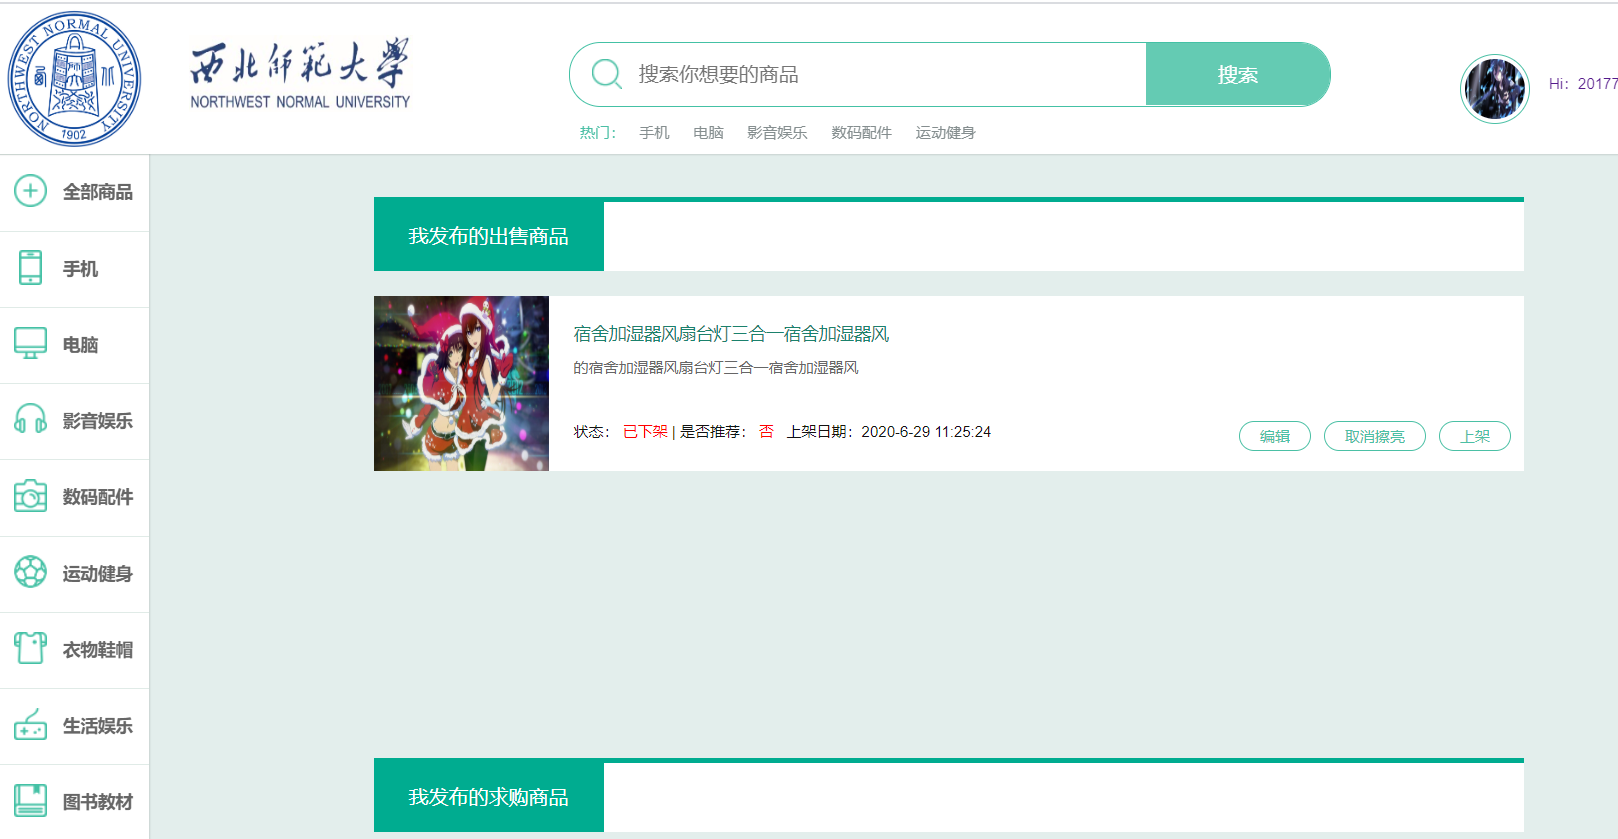 NORTHWEST NORMAL UNIVERSITY
1902
西北师范大学
NORTHWEST NORMAL UNIVERSITY
搜索你想要的商品
搜索
热门： 手机 电脑 影音娱乐 数码配件 运动健身
Hi：20177
全部商品
手机
电脑
影音娱乐
数码配件
运动健身
衣物鞋帽
生活娱乐
图书教材
我发布的出售商品
宿舍加湿器风扇台灯三合一宿舍加湿器风
的宿舍加湿器风扇台灯三合一宿舍加湿器风
状态： 已下架 | 是否推荐： 否 上架日期：2020-6-29 11:25:24
编辑 取消擦亮 上架
我发布的求购商品